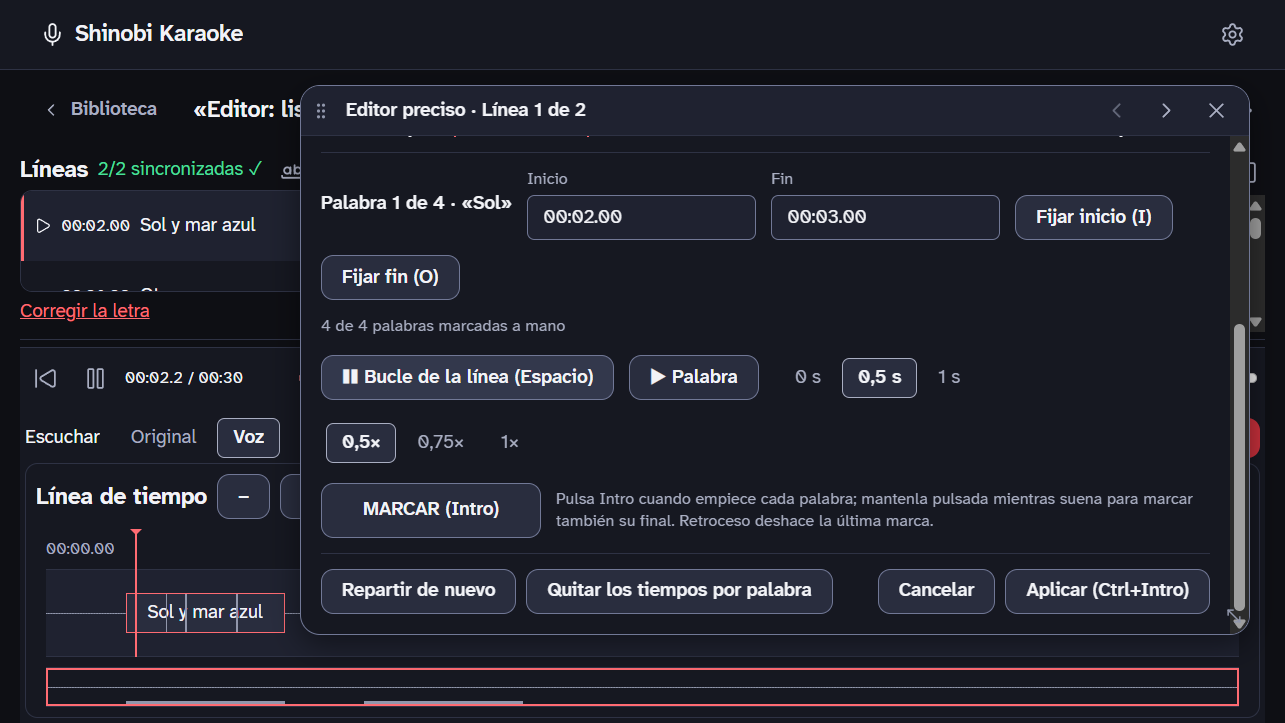 Shinobi Karaoke
Biblioteca
«Editor: lis
Editor preciso · Línea 1 de 2
Líneas 2/2 sincronizadas ✓ ab
00:02.00 Sol y mar azul
Corregir la letra
Palabra 1 de 4 · «Sol»
Inicio
00:02.00
Fin
00:03.00
Fijar inicio (I)
Fijar fin (O)
4 de 4 palabras marcadas a mano
Bucle de la línea (Espacio)
Palabra
0 s
0,5 s
1 s
0,5×
0,75×
1×
MARCAR (Intro)
Pulsa Intro cuando empiece cada palabra; mantenla pulsada mientras suena para marcar
también su final. Retroceso deshace la última marca.
Repartir de nuevo
Quitar los tiempos por palabra
Cancelar
Aplicar (Ctrl+Intro)
00:02.2 / 00:30
Escuchar
Original
Voz
Línea de tiempo
−
00:00.00
Sol y mar azul